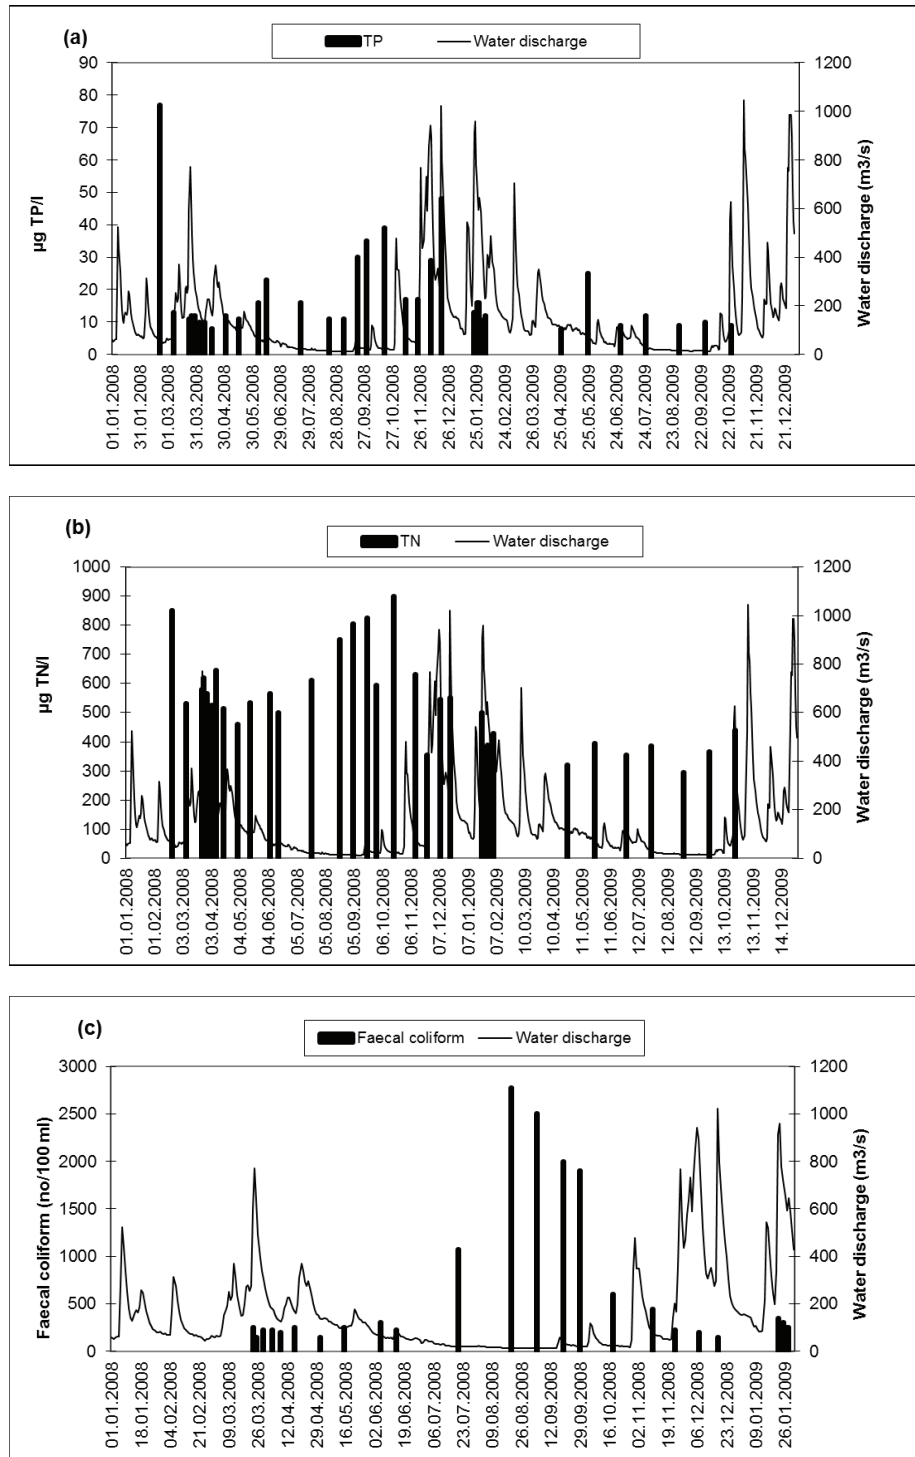 (a)
TP Water discharge
90 1200
80 1000
70
60 800
50 600
40
30 400
20 200
10
0 0
µg TP/l
Water discharge (m3/s)
01.01.2008 31.01.2008 01.03.2008 31.03.2008 30.04.2008 30.05.2008 29.06.2008 29.07.2008 28.08.2008 27.09.2008 27.10.2008 26.11.2008 26.12.2008 25.01.2009 24.02.2009 26.03.2009 25.04.2009 25.05.2009 24.06.2009 24.07.2009 23.08.2009 22.09.2009 22.10.2009 21.11.2009 21.12.2009
(b)
TN Water discharge
1000 1200
900
800 1000
700 800
600
500 600
400
300 400
200 200
100
0 0
µg TN/l
Water discharge (m3/s)
01.01.2008 01.02.2008 03.03.2008 03.04.2008 04.05.2008 04.06.2008 05.07.2008 05.08.2008 05.09.2008 06.10.2008 06.11.2008 07.12.2008 07.01.2009 07.02.2009 10.03.2009 10.04.2009 11.05.2009 11.06.2009 12.07.2009 12.08.2009 12.09.2009 13.10.2009 13.11.2009 14.12.2009
(c)
Faecal coliform Water discharge
3000 1200
2500 1000
2000 800
1500 600
1000 400
500 200
0 0
Faecal coliform (no/100 ml)
Water discharge (m3/s)
01.01.2008 18.01.2008 04.02.2008 21.02.2008 09.03.2008 26.03.2008 12.04.2008 29.04.2008 16.05.2008 02.06.2008 19.06.2008 06.07.2008 23.07.2008 09.08.2008 26.08.2008 12.09.2008 29.09.2008 16.10.2008 02.11.2008 19.11.2008 06.12.2008 23.12.2008 09.01.2009 26.01.2009